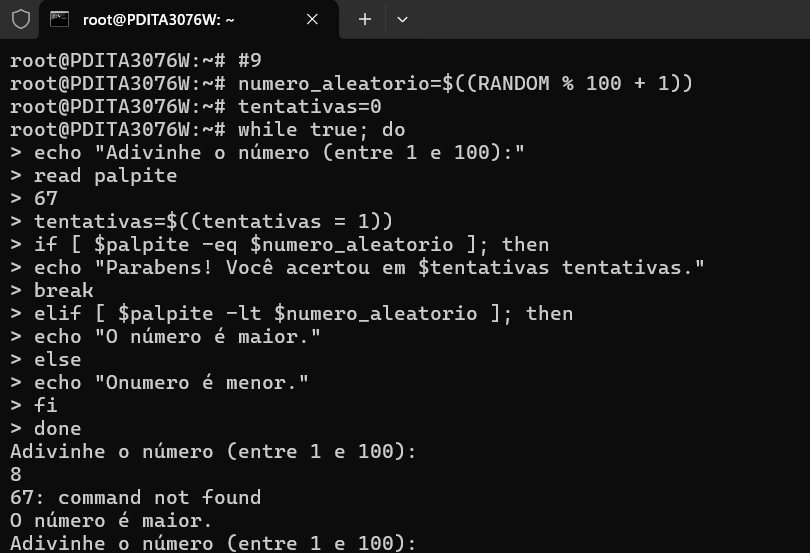 root@PDITA3076W: ~
root@PDITA3076W:~# #9
root@PDITA3076W:~# numero_aleatorio=$((RANDOM % 100 + 1))
root@PDITA3076W:~# tentativas=0
root@PDITA3076W:~# while true; do
> echo "Adivinhe o número (entre 1 e 100):"
> read palpite
> 67
> tentativas=$((tentativas = 1))
> if [ $palpite -eq $numero_aleatorio ]; then
> echo "Parabens! Você acertou em $tentativas tentativas."
> break
> elif [ $palpite -lt $numero_aleatorio ]; then
> echo "O número é maior."
> else
> echo "Onumero é menor."
> fi
> done
Adivinhe o número (entre 1 e 100):
8
67: command not found
O número é maior.
Adivinhe o número (entre 1 e 100):